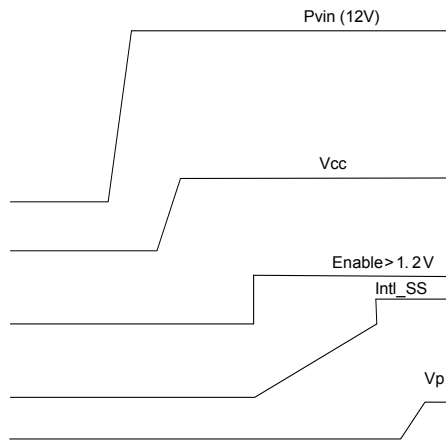 Pvin (12V)
Vcc
Enable>1.2V
Intl_SS
Vp